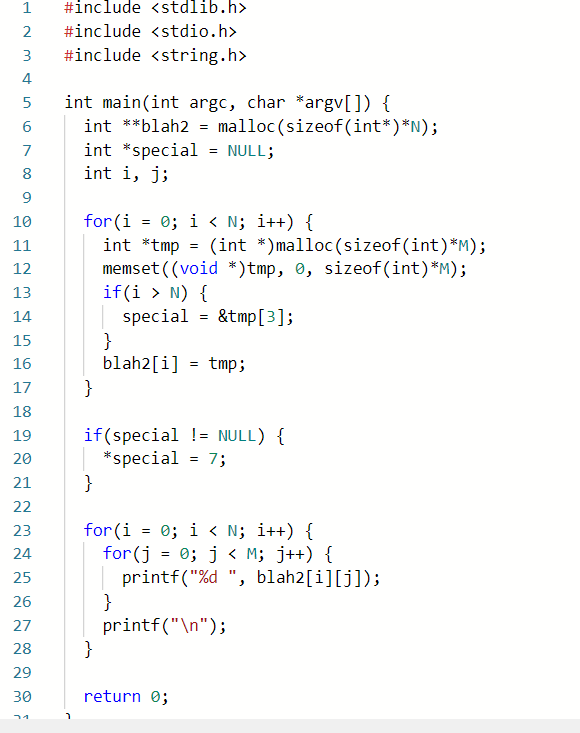 1 #include <stdlib.h>
2 #include <stdio.h>
3 #include <string.h>
4
5 int main(int argc, char *argv[]) {
6   int **blah2 = malloc(sizeof(int*)*N);
7   int *special = NULL;
8   int i, j;
9
10   for(i = 0; i < N; i++) {
11     int *tmp = (int *)malloc(sizeof(int)*M);
12     memset((void *)tmp, 0, sizeof(int)*M);
13     if(i > N) {
14       special = &tmp[3];
15     }
16     blah2[i] = tmp;
17   }
18
19   if(special != NULL) {
20     *special = 7;
21   }
22
23   for(i = 0; i < N; i++) {
24     for(j = 0; j < M; j++) {
25       printf("%d ", blah2[i][j]);
26     }
27     printf("\n");
28   }
29
30   return 0;
31 }